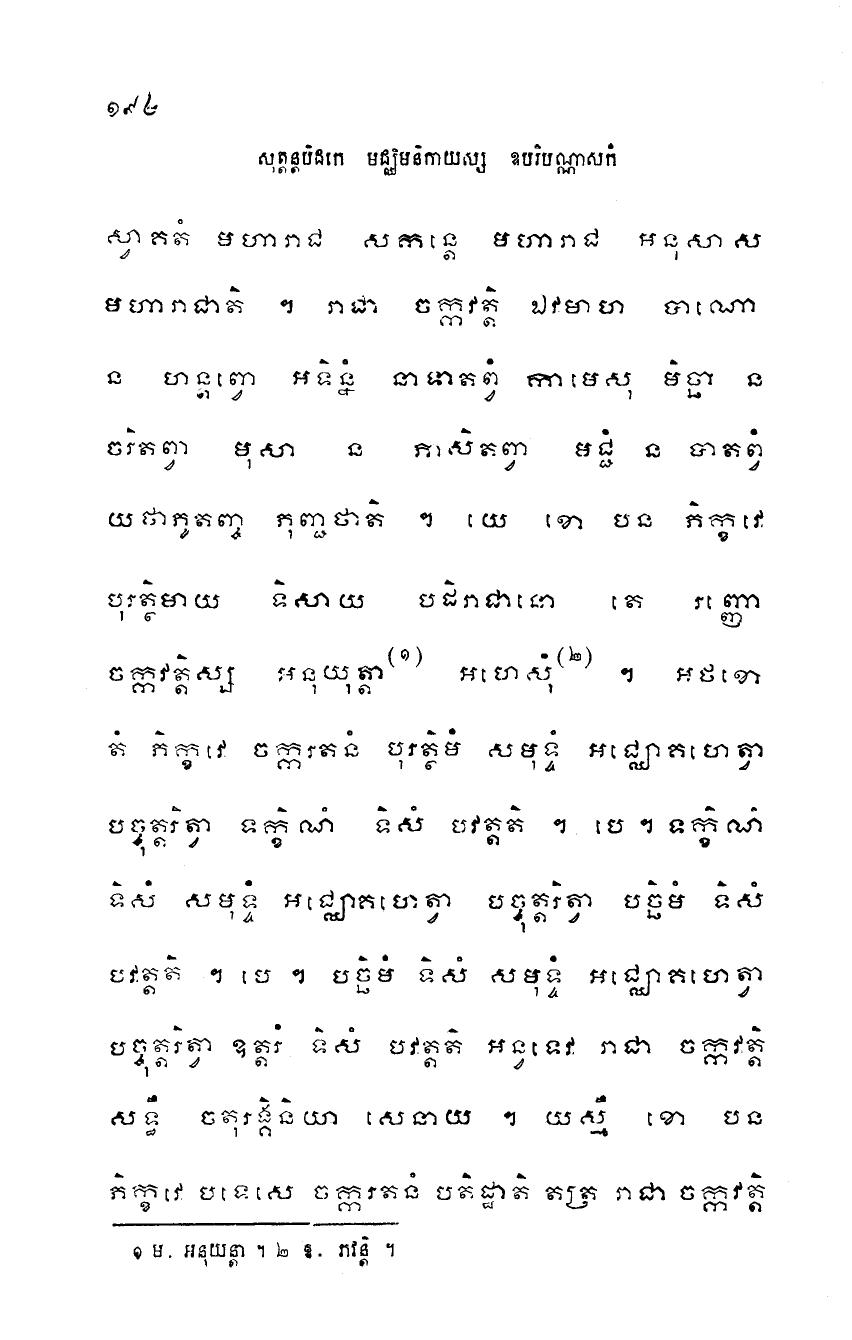 ១៩៤
សុត្តន្តបិដកេ មជ្ឈិមនិកាយស្ស ឧបរិបណ្ណាសកំ
ស្វាគតំ មហារាជ សកន្តេ មហារាជ អនុសាស
មហារាជាតិ ។ រាជា ចក្កវត្តិ ឯវមាហ បាណោ
ន ហន្តព្វោ អទិន្នំ នាទាតព្វំ កាមេសុ មិច្ឆា ន
ចរិតព្វា មុសា ន ភាសិតព្វា មជ្ជំ ន បាតព្វំ
យថាភូតញ្ច ភុញ្ជថាតិ ។ យេ ខោ បន ភិក្ខវេ
បុរត្ថិមាយ ទិសាយ បដិរាជានោ តេ រញ្ញោ
ចក្កវត្តិស្ស អនុយុត្តា(១) អហេសុំ(២) ។ អថខោ
តំ ភិក្ខវេ ចក្ករតនំ បុរត្ថិមំ សមុទ្ទំ អជ្ឈោគហេត្វា
បច្ចុត្តរិត្វា ទក្ខិណំ ទិសំ បវត្តតិ ។ បេ ។ ទក្ខិណំ
ទិសំ សមុទ្ទំ អជ្ឈោគហេត្វា បច្ចុត្តរិត្វា បច្ឆិមំ ទិសំ
បវត្តតិ ។ បេ ។ បច្ឆិមំ ទិសំ សមុទ្ទំ អជ្ឈោគហេត្វា
បច្ចុត្តរិត្វា ឧត្តរំ ទិសំ បវត្តតិ អន្វទេវ រាជា ចក្កវត្តិ
សទ្ធឹ ចតុរង្គិនិយា សេនាយ ។ យស្មឹ ខោ បន
ភិក្ខវេ បទេសេ ចក្ករតនំ បតិដ្ឋាតិ តត្យត្រ រាជា ចក្កវត្តិ
១ ម. អនុយន្តា ។ ២ ឱ. ភវន្តិ ។